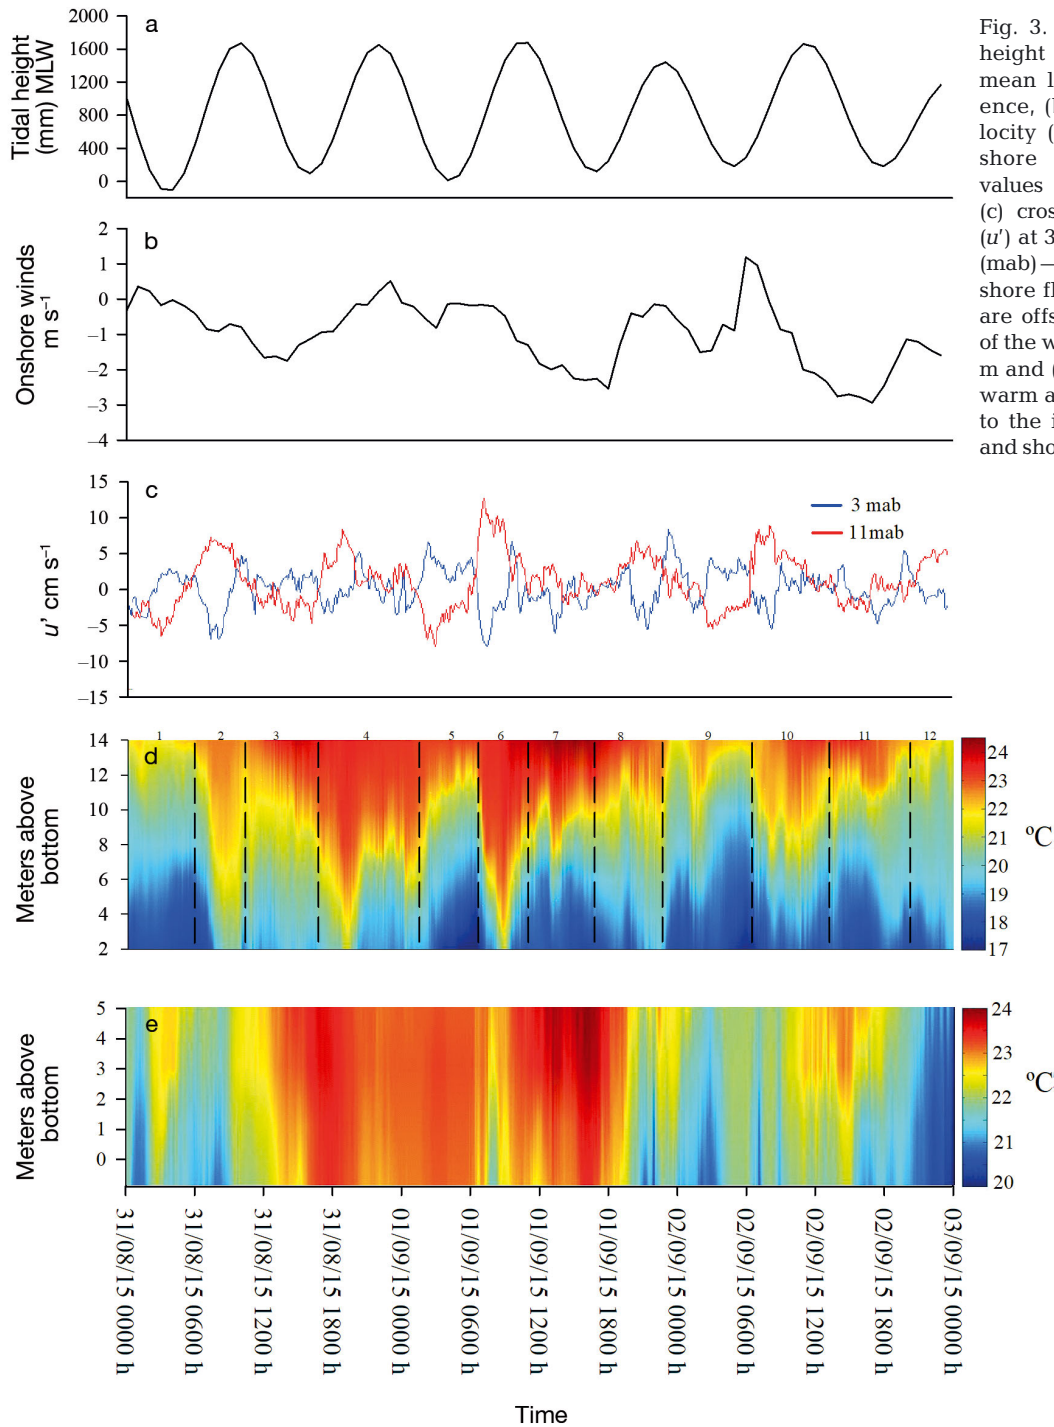 a
2000
1600
1200
800
400
0
Tidal height
(mm) MLW
b
2
1
0
–1
–2
–3
–4
Onshore winds
m s⁻¹
c
15
10
5
0
–5
–10
–15
u' cm s⁻¹
3 mab
11mab
d
1 2 3 4 5 6 7 8 9 10 11 12
14
12
10
8
6
4
2
Meters above
bottom
24
23
22
21
20
19
18
17
ºC
e
5
4
3
2
1
0
Meters above
bottom
24
23
22
21
20
ºC
31/08/15 0000 h
31/08/15 0600 h
31/08/15 1200 h
31/08/15 1800 h
01/09/15 0000 h
01/09/15 0600 h
01/09/15 1200 h
01/09/15 1800 h
02/09/15 0000 h
02/09/15 0600 h
02/09/15 1200 h
02/09/15 1800 h
03/09/15 0000 h
Time
Fig. 3.
height
mean l
ence, (b
locity (
shore
values
(c) cros
(u') at 3
(mab)—
shore fl
are offs
of the w
m and (
warm a
to the i
and sho